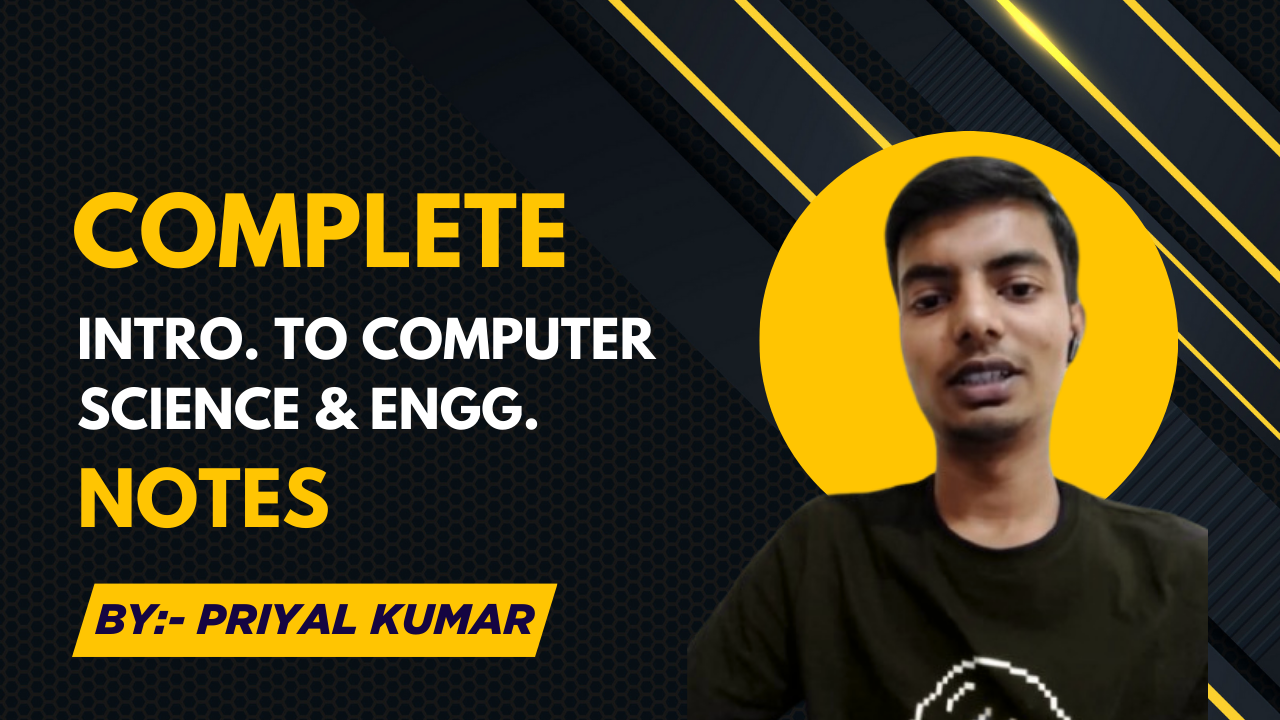 COMPLETE
INTRO. TO COMPUTER
SCIENCE & ENGG.
NOTES
BY:- PRIYAL KUMAR